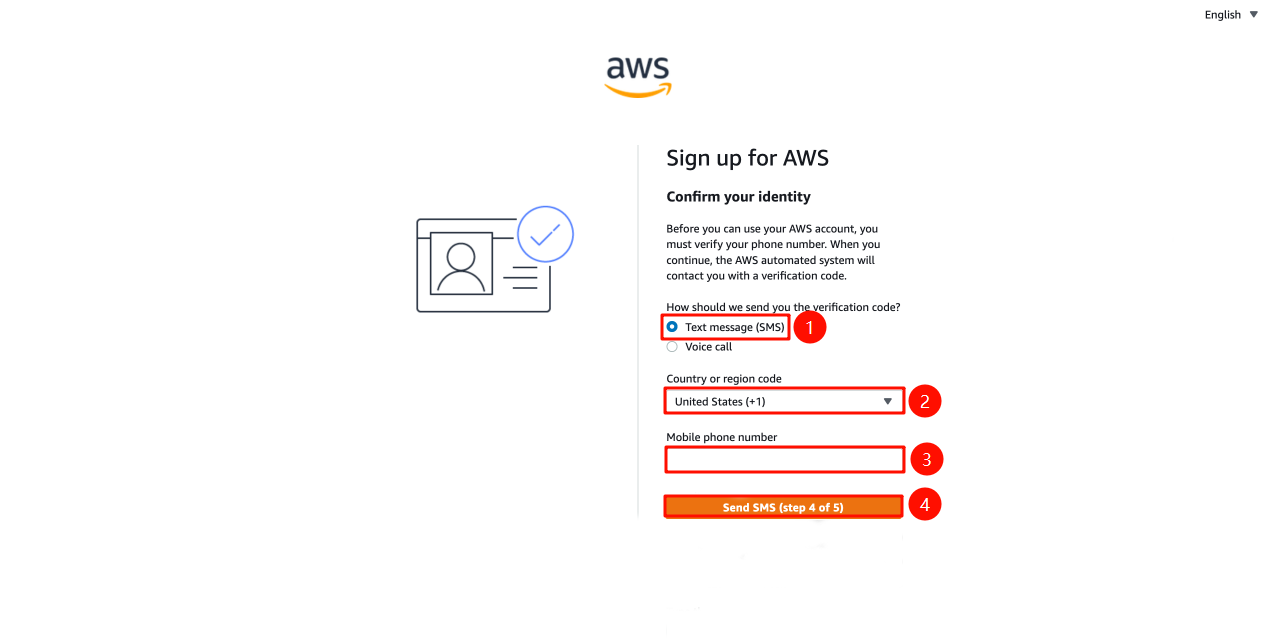 English
aws
Sign up for AWS
Confirm your identity
Before you can use your AWS account, you
must verify your phone number. When you
continue, the AWS automated system will
contact you with a verification code.
How should we send you the verification code?
Text message (SMS)
1
Voice call
Country or region code
United States (+1)
2
Mobile phone number
3
Send SMS (step 4 of 5)
4